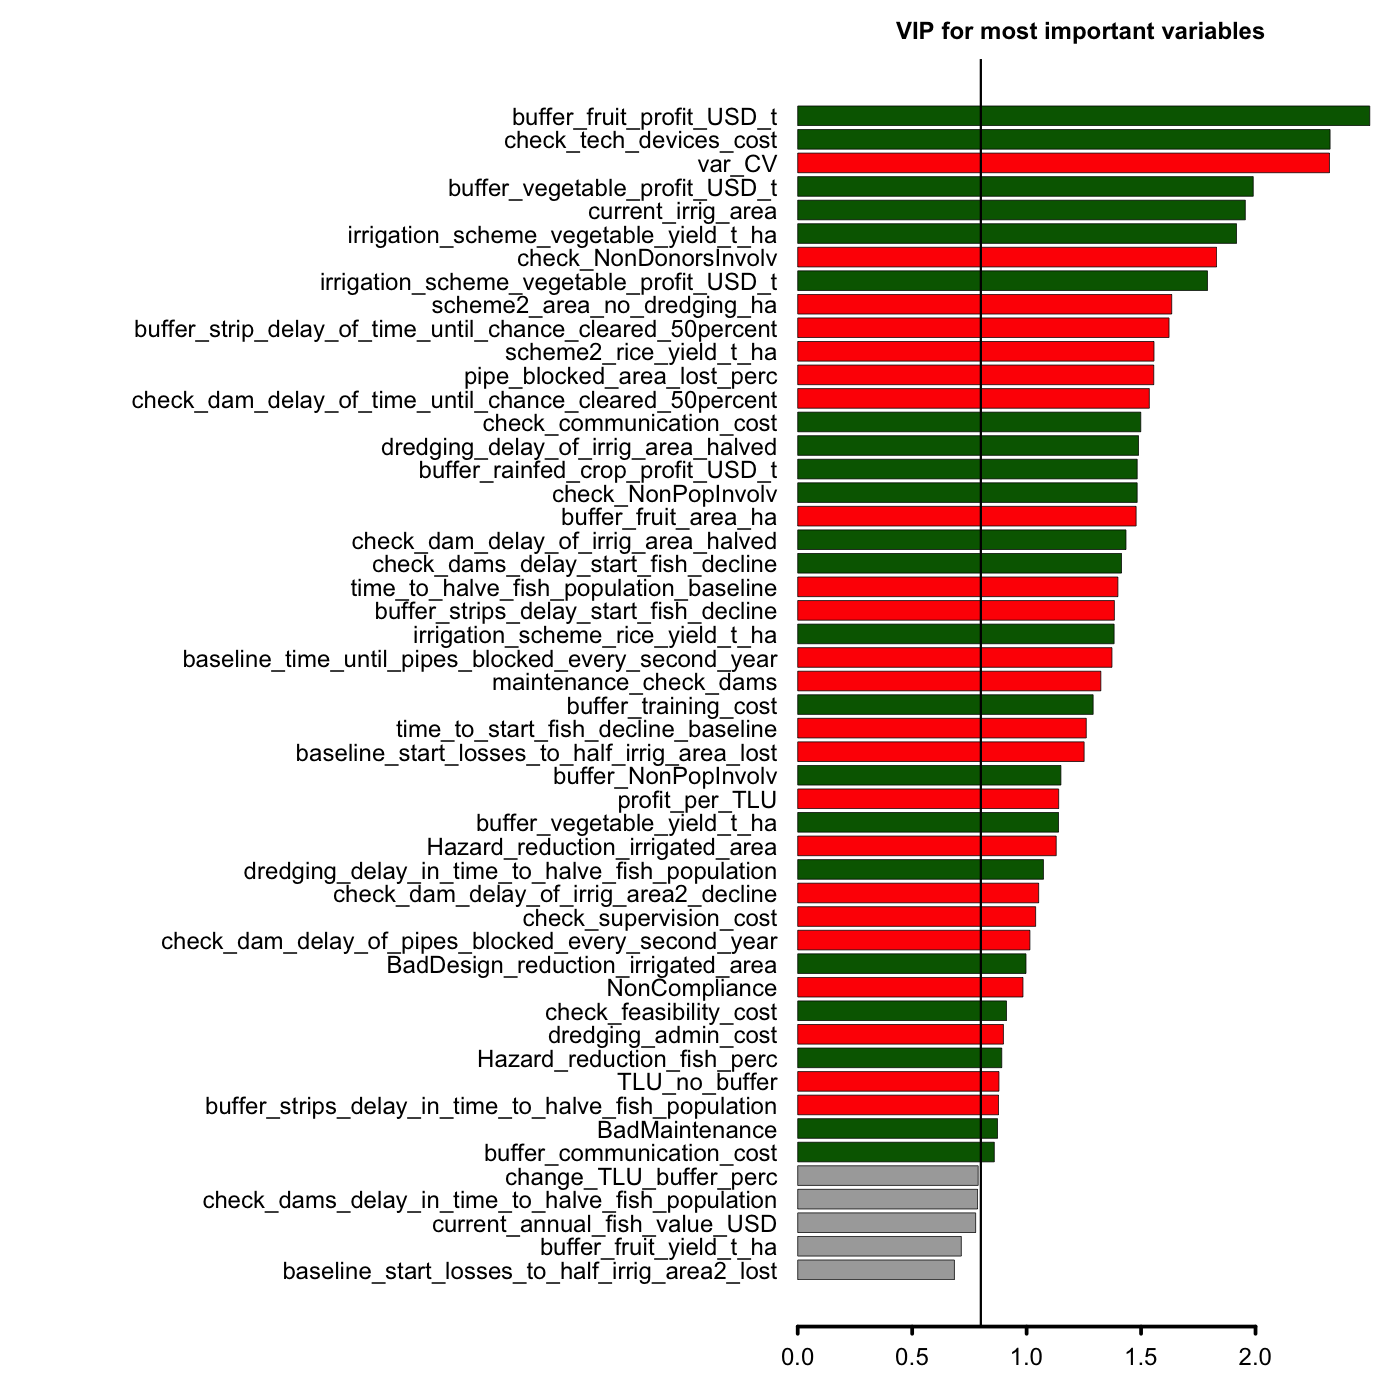 VIP for most important variables
buffer_fruit_profit_USD_t
check_tech_devices_cost
var_CV
buffer_vegetable_profit_USD_t
current_irrig_area
irrigation_scheme_vegetable_yield_t_ha
check_NonDonorsInvolv
irrigation_scheme_vegetable_profit_USD_t
scheme2_area_no_dredging_ha
buffer_strip_delay_of_time_until_chance_cleared_50percent
scheme2_rice_yield_t_ha
pipe_blocked_area_lost_perc
check_dam_delay_of_time_until_chance_cleared_50percent
check_communication_cost
dredging_delay_of_irrig_area_halved
buffer_rainfed_crop_profit_USD_t
check_NonPopInvolv
buffer_fruit_area_ha
check_dam_delay_of_irrig_area_halved
check_dams_delay_start_fish_decline
time_to_halve_fish_population_baseline
buffer_strips_delay_start_fish_decline
irrigation_scheme_rice_yield_t_ha
baseline_time_until_pipes_blocked_every_second_year
maintenance_check_dams
buffer_training_cost
time_to_start_fish_decline_baseline
baseline_start_losses_to_half_irrig_area_lost
buffer_NonPopInvolv
profit_per_TLU
buffer_vegetable_yield_t_ha
Hazard_reduction_irrigated_area
dredging_delay_in_time_to_halve_fish_population
check_dam_delay_of_irrig_area2_decline
check_supervision_cost
check_dam_delay_of_pipes_blocked_every_second_year
BadDesign_reduction_irrigated_area
NonCompliance
check_feasibility_cost
dredging_admin_cost
Hazard_reduction_fish_perc
TLU_no_buffer
buffer_strips_delay_in_time_to_halve_fish_population
BadMaintenance
buffer_communication_cost
change_TLU_buffer_perc
check_dams_delay_in_time_to_halve_fish_population
current_annual_fish_value_USD
buffer_fruit_yield_t_ha
baseline_start_losses_to_half_irrig_area2_lost
0.0 0.5 1.0 1.5 2.0